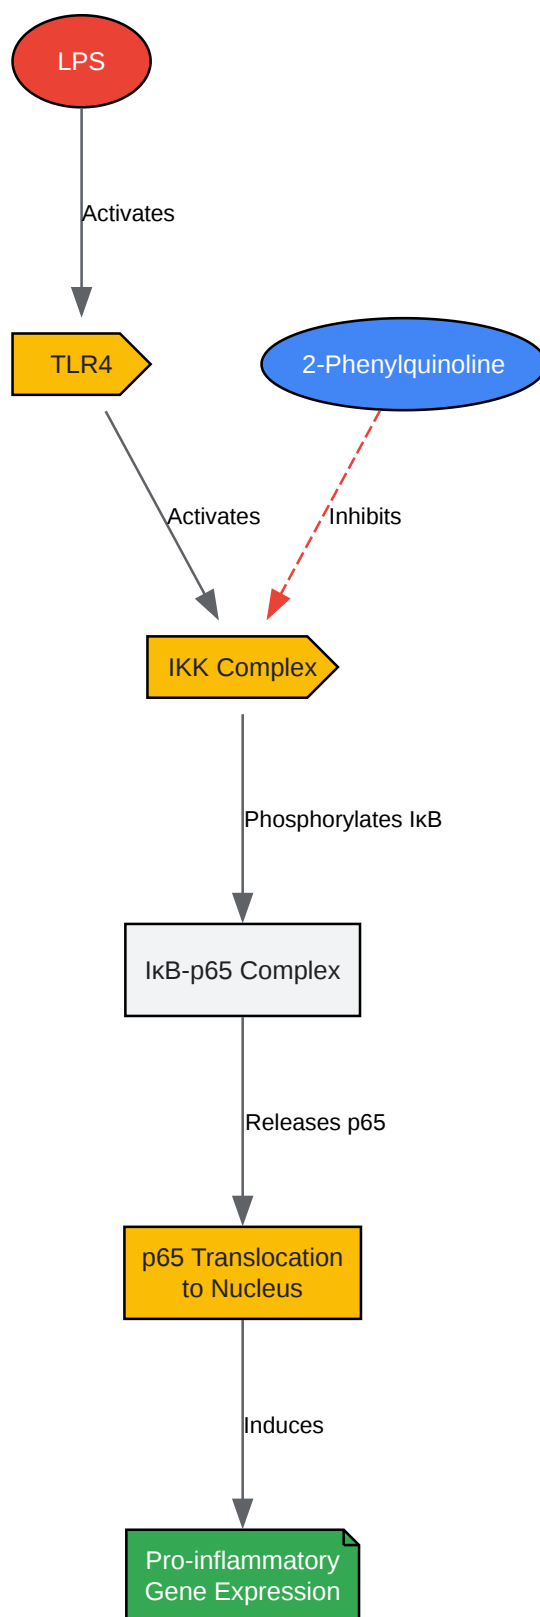 LPS
Activates
TLR4
2-Phenylquinoline
Activates
Inhibits
IKK Complex
Phosphorylates IκB
IκB-p65 Complex
Releases p65
p65 Translocation
to Nucleus
Induces
Pro-inflammatory
Gene Expression